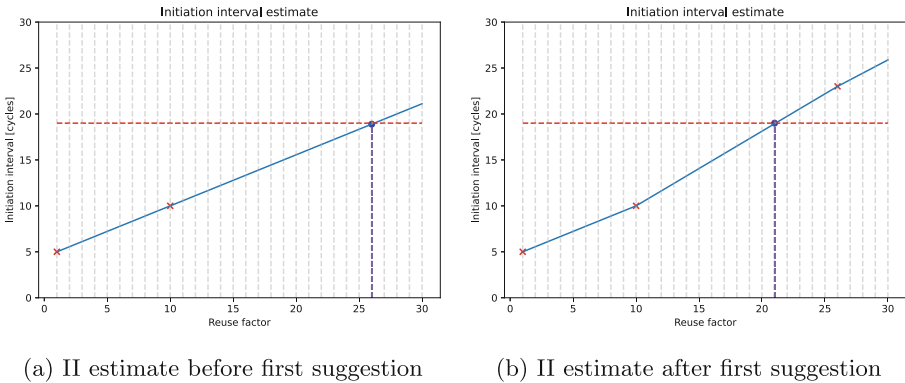 Initiation interval estimate
Initiation interval [cycles]
30
25
20
15
10
5
0
0 5 10 15 20 25 30
Reuse factor
(a) II estimate before first suggestion
Initiation interval estimate
Initiation interval [cycles]
30
25
20
15
10
5
0
0 5 10 15 20 25 30
Reuse factor
(b) II estimate after first suggestion